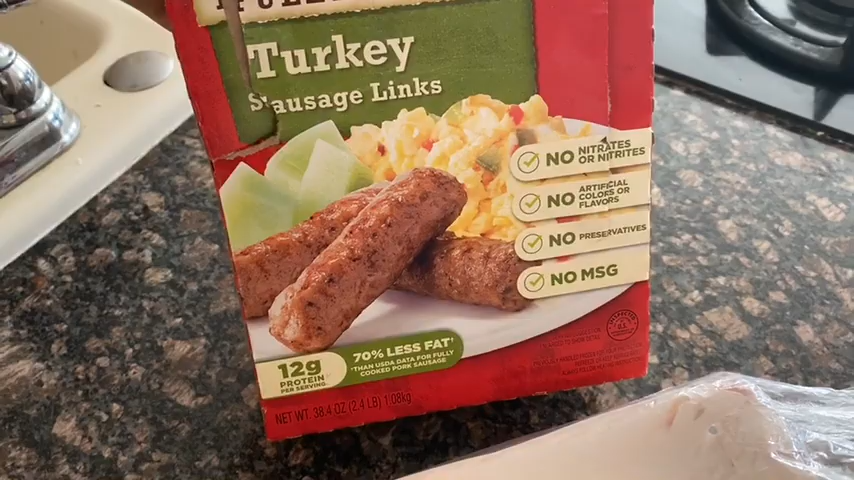 Turkey
Sausage Links
NO NITRATES
OR NITRITES
NO ARTIFICIAL
COLORS OR
FLAVORS
NO PRESERVATIVES
NO MSG
12g
PROTEIN
PER SERVING
70% LESS FAT†
†THAN USDA DATA FOR FULLY
COOKED PORK SAUSAGE
NET WT. 38.4 OZ (2.4 LB) 1.08kg